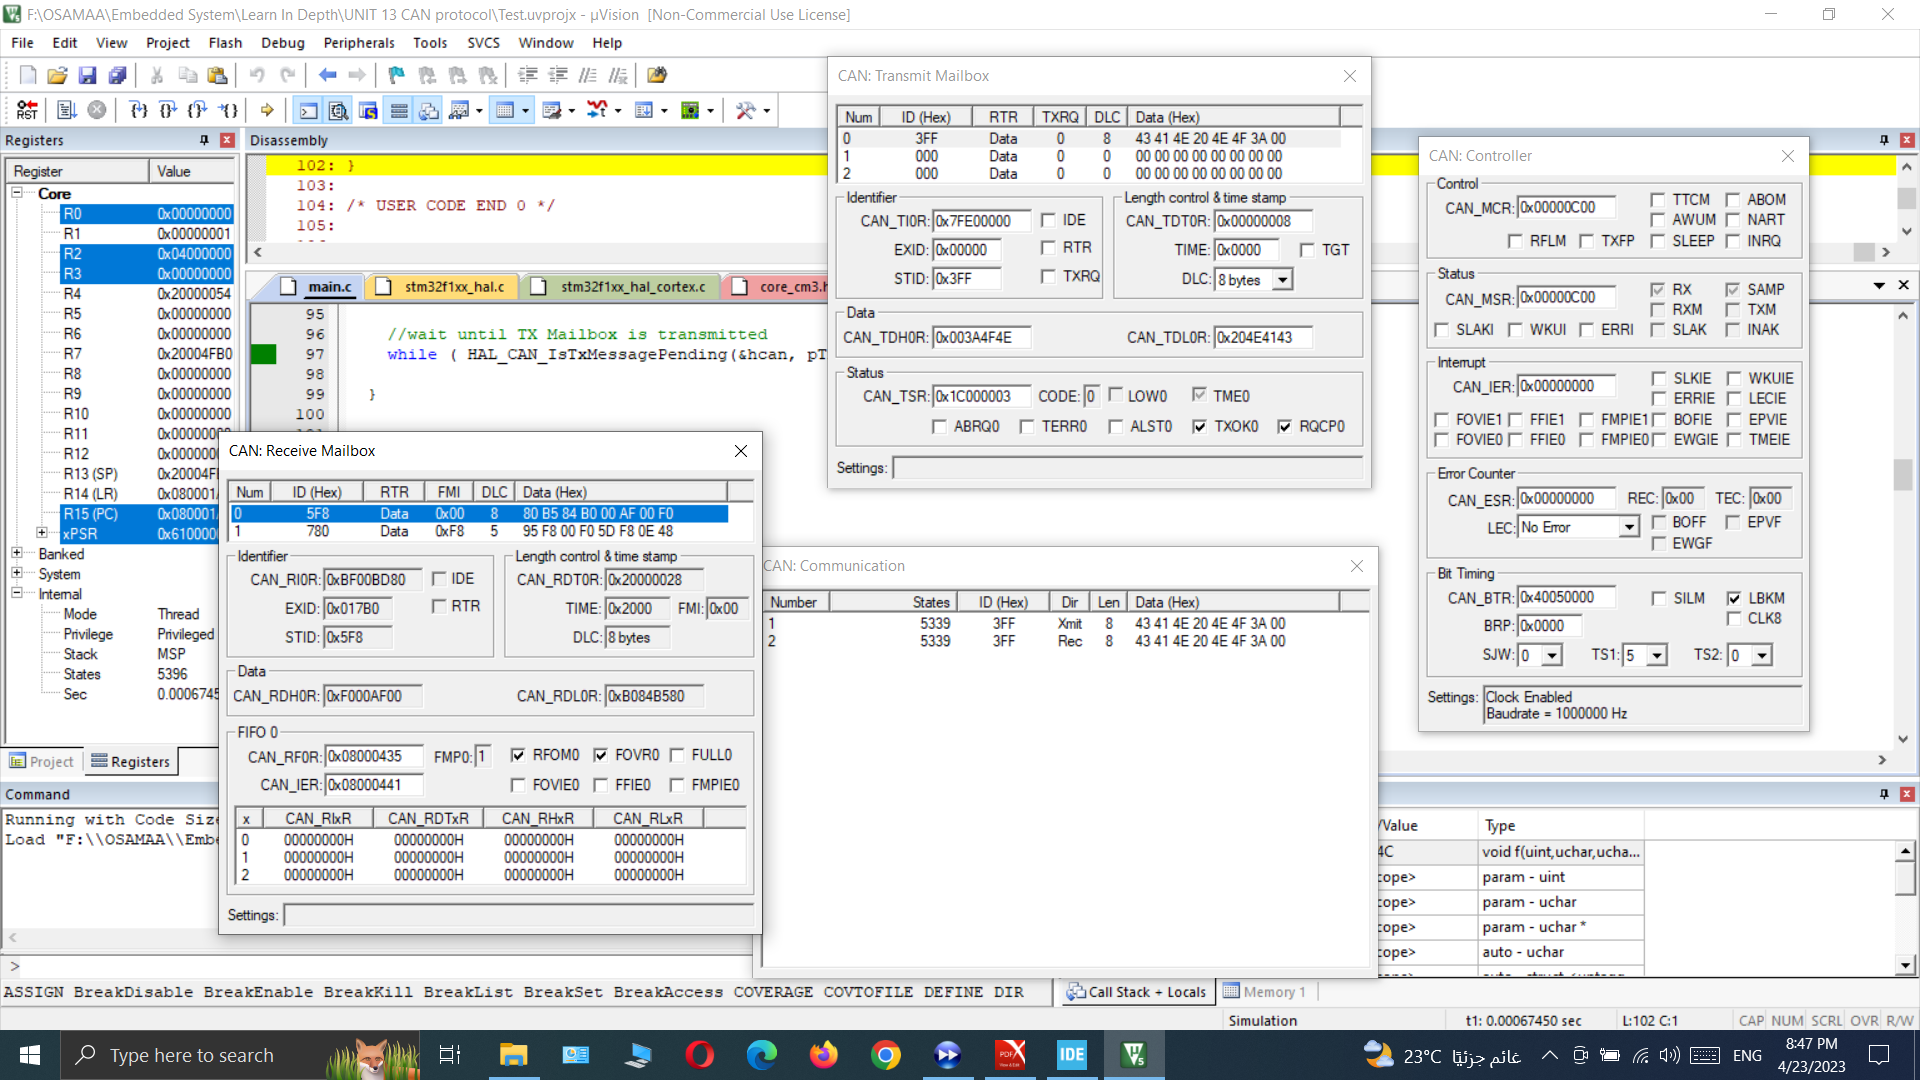 F:\OSAMAA\Embedded System\Learn In Depth\UNIT 13 CAN protocol\Test.uvprojx - µVision  [Non-Commercial Use License]
File Edit View Project Flash Debug Peripherals Tools SVCS Window Help
Registers
Register Value
Core
R0 0x00000000
R1 0x00000001
R2 0x04000000
R3 0x00000000
R4 0x20000054
R5 0x00000000
R6 0x00000000
R7 0x20004FB0
R8 0x00000000
R9 0x00000000
R10 0x00000000
R11 0x00000000
R12 0x0000000
R13 (SP) 0x20004F
R14 (LR) 0x080001
R15 (PC) 0x080001
xPSR 0x6100000
Banked
System
Internal
Mode Thread
Privilege Privileged
Stack MSP
States 5396
Sec 0.0006745
Project Registers
Disassembly
102: }
103:
104: /* USER CODE END 0 */
105:
main.c stm32f1xx_hal.c stm32f1xx_hal_cortex.c core_cm3.h
95
96 //wait until TX Mailbox is transmitted
97 while ( HAL_CAN_IsTxMessagePending(&hcan, pT
98
99 }
100
CAN: Transmit Mailbox
Num ID (Hex) RTR TXRQ DLC Data (Hex)
0 3FF Data 0 8 43 41 4E 20 4E 4F 3A 00
1 000 Data 0 0 00 00 00 00 00 00 00 00
2 000 Data 0 0 00 00 00 00 00 00 00 00
Identifier
CAN_TI0R: 0x7FE00000 IDE
EXID: 0x00000 RTR
STID: 0x3FF TXRQ
Length control & time stamp
CAN_TDT0R: 0x00000008
TIME: 0x0000 TGT
DLC: 8 bytes
Data
CAN_TDH0R: 0x003A4F4E CAN_TDL0R: 0x204E4143
Status
CAN_TSR: 0x1C000003 CODE: 0 LOW0 TME0
ABRQ0 TERR0 ALST0 TXOK0 RQCP0
Settings:
CAN: Controller
Control
CAN_MCR: 0x00000C00 TTCM ABOM
AWUM NART
RFLM TXFP SLEEP INRQ
Status
CAN_MSR: 0x00000C00 RX SAMP
RXM TXM
SLAKI WKUI ERRI SLAK INAK
Interrupt
CAN_IER: 0x00000000 SLKIE WKUIE
ERRIE LECIE
FOVIE1 FFIE1 FMPIE1 BOFIE EPVIE
FOVIE0 FFIE0 FMPIE0 EWGIE TMEIE
Error Counter
CAN_ESR: 0x00000000 REC: 0x00 TEC: 0x00
LEC: No Error BOFF EPVF
EWGF
Bit Timing
CAN_BTR: 0x40050000 SILM LBKM
BRP: 0x0000 CLK8
SJW: 0 TS1: 5 TS2: 0
Settings: Clock Enabled
Baudrate = 1000000 Hz
CAN: Receive Mailbox
Num ID (Hex) RTR FMI DLC Data (Hex)
0 5F8 Data 0x00 8 80 B5 84 B0 00 AF 00 F0
1 780 Data 0xF8 5 95 F8 00 F0 5D F8 0E 48
Identifier
CAN_RI0R: 0xBF00BD80 IDE
EXID: 0x017B0 RTR
STID: 0x5F8
Length control & time stamp
CAN_RDT0R: 0x20000028
TIME: 0x2000 FMI: 0x00
DLC: 8 bytes
Data
CAN_RDH0R: 0xF000AF00 CAN_RDL0R: 0xB084B580
FIFO 0
CAN_RF0R: 0x08000435 FMP0: 1 RFOM0 FOVR0 FULL0
CAN_IER: 0x08000441 FOVIE0 FFIE0 FMPIE0
x CAN_RIxR CAN_RDTxR CAN_RHxR CAN_RLxR
0 00000000H 00000000H 00000000H 00000000H
1 00000000H 00000000H 00000000H 00000000H
2 00000000H 00000000H 00000000H 00000000H
Settings:
CAN: Communication
Number States ID (Hex) Dir Len Data (Hex)
1 5339 3FF Xmit 8 43 41 4E 20 4E 4F 3A 00
2 5339 3FF Rec 8 43 41 4E 20 4E 4F 3A 00
Command
Running with Code Size
Load "F:\\OSAMAA\\Embe
>
ASSIGN BreakDisable BreakEnable BreakKill BreakList BreakSet BreakAccess COVERAGE COVTOFILE DEFINE DIR
/Value Type
4C void f(uint,uchar,ucha...
cope> param - uint
cope> param - uchar
cope> param - uchar *
cope> auto - uchar
Call Stack + Locals Memory 1
Simulation t1: 0.00067450 sec L:102 C:1 CAP NUM SCRL OVR R/W
Type here to search
23°C غائم جزئيًا
ENG
8:47 PM
4/23/2023